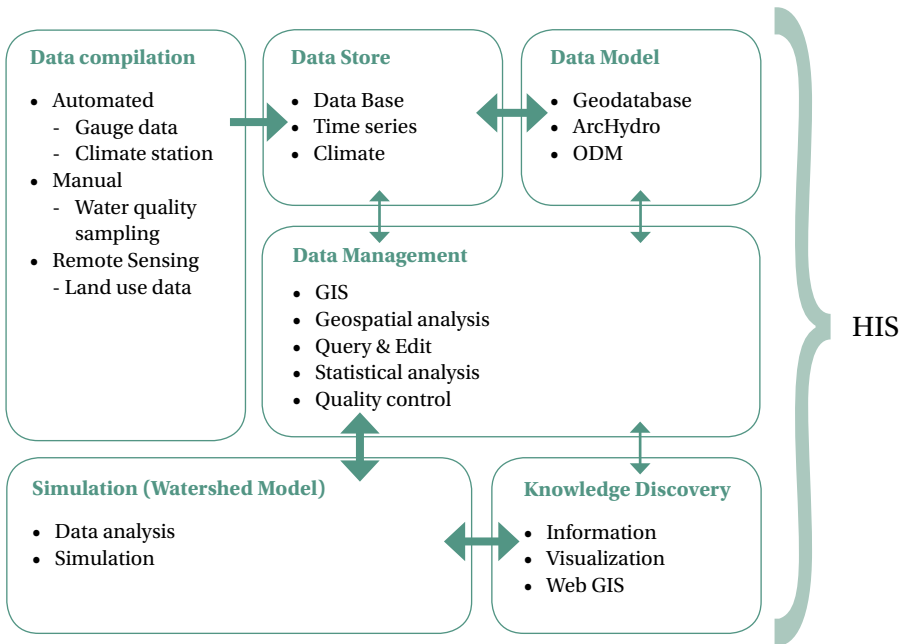 Data compilation
• Automated
- Gauge data
- Climate station
• Manual
- Water quality
sampling
• Remote Sensing
- Land use data
Data Store
• Data Base
• Time series
• Climate
Data Model
• Geodatabase
• ArcHydro
• ODM
Data Management
• GIS
• Geospatial analysis
• Query & Edit
• Statistical analysis
• Quality control
Simulation (Watershed Model)
• Data analysis
• Simulation
Knowledge Discovery
• Information
• Visualization
• Web GIS
HIS